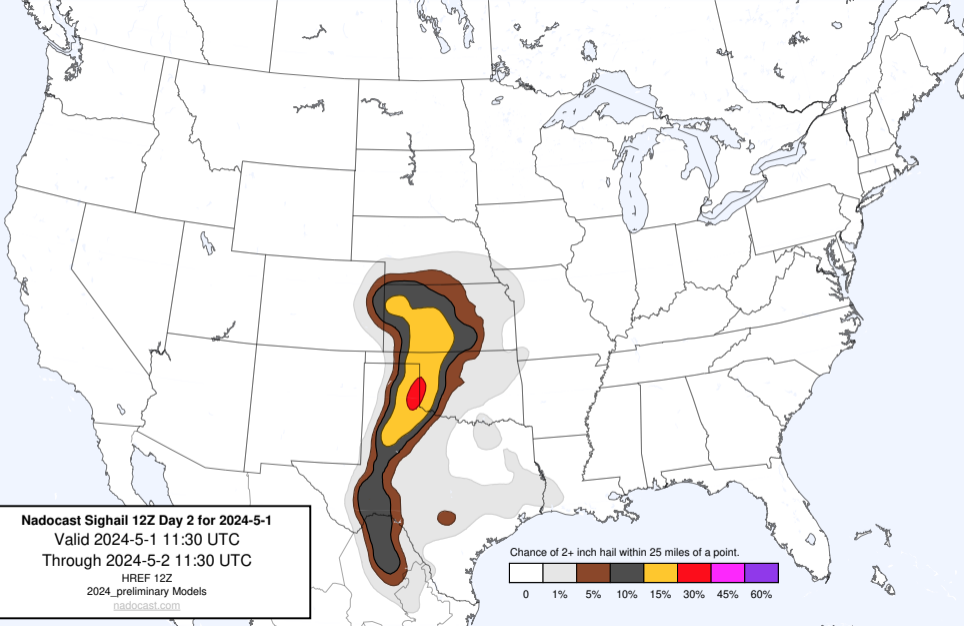 Nadocast Sighail 12Z Day 2 for 2024-5-1
Valid 2024-5-1 11:30 UTC
Through 2024-5-2 11:30 UTC
HREF 12Z
2024_preliminary Models
nadocast.com
Chance of 2+ inch hail within 25 miles of a point.
0 1% 5% 10% 15% 30% 45% 60%